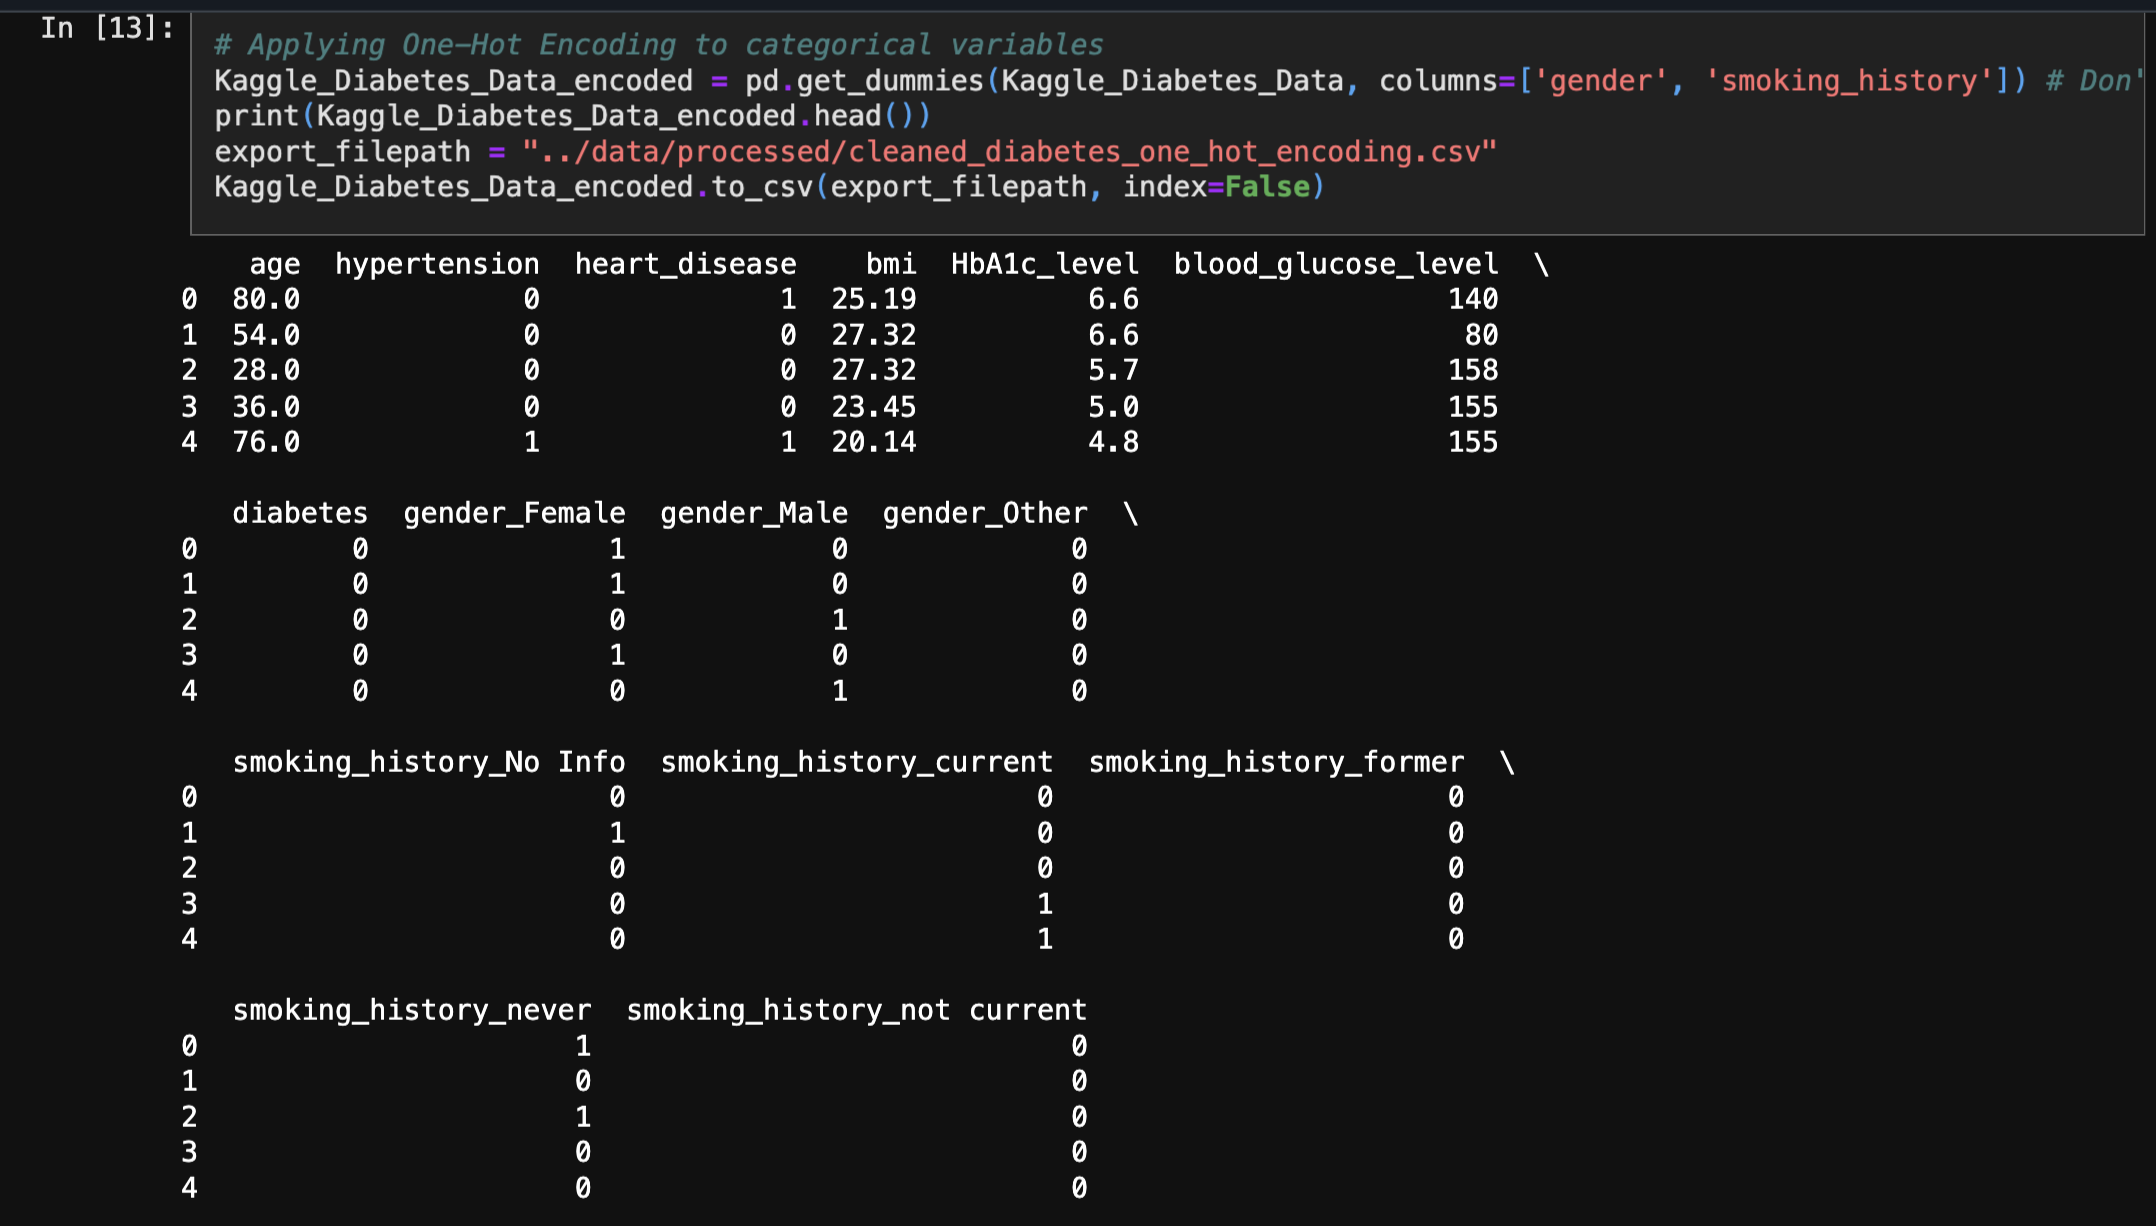 In [13]:
# Applying One-Hot Encoding to categorical variables
Kaggle_Diabetes_Data_encoded = pd.get_dummies(Kaggle_Diabetes_Data, columns=['gender', 'smoking_history']) # Don'
print(Kaggle_Diabetes_Data_encoded.head())
export_filepath = "../data/processed/cleaned_diabetes_one_hot_encoding.csv"
Kaggle_Diabetes_Data_encoded.to_csv(export_filepath, index=False)
age hypertension heart_disease bmi HbA1c_level blood_glucose_level \
0 80.0 0 1 25.19 6.6 140
1 54.0 0 0 27.32 6.6 80
2 28.0 0 0 27.32 5.7 158
3 36.0 0 0 23.45 5.0 155
4 76.0 1 1 20.14 4.8 155
diabetes gender_Female gender_Male gender_Other \
0 0 1 0 0
1 0 1 0 0
2 0 0 1 0
3 0 1 0 0
4 0 0 1 0
smoking_history_No Info smoking_history_current smoking_history_former \
0 0 0 0
1 1 0 0
2 0 0 0
3 0 1 0
4 0 1 0
smoking_history_never smoking_history_not current
0 1 0
1 0 0
2 1 0
3 0 0
4 0 0